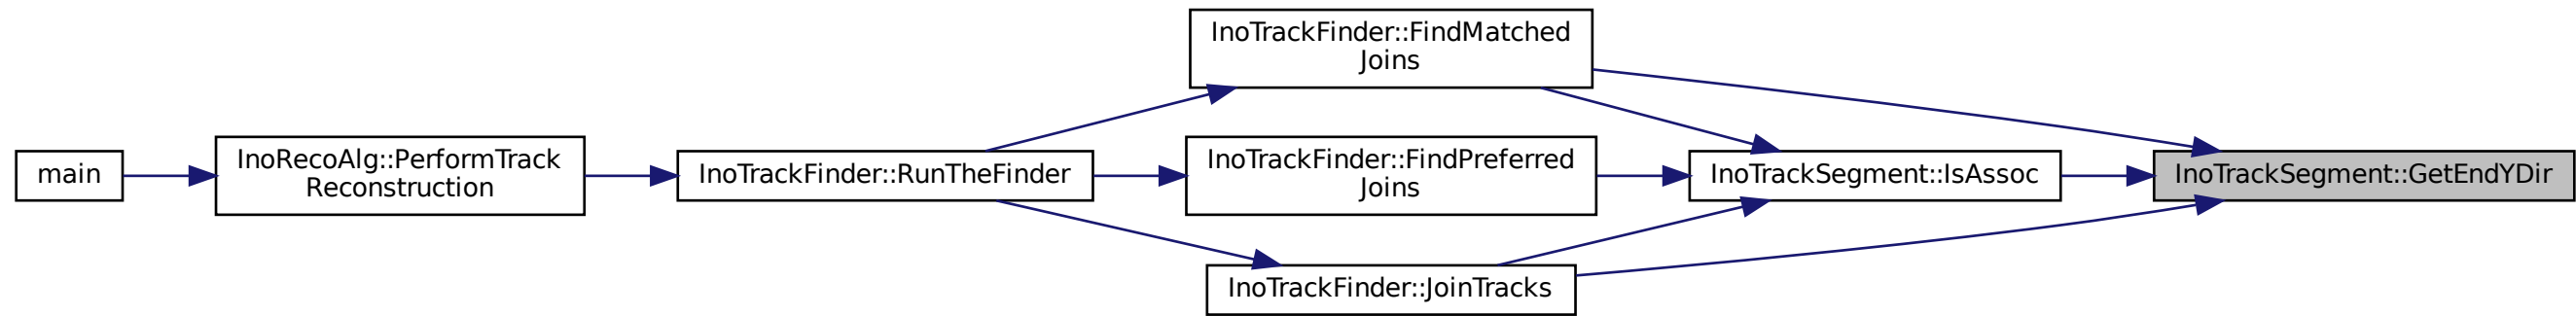 main
InoRecoAlg::PerformTrack
Reconstruction
InoTrackFinder::RunTheFinder
InoTrackFinder::FindMatched
Joins
InoTrackFinder::FindPreferred
Joins
InoTrackFinder::JoinTracks
InoTrackSegment::IsAssoc
InoTrackSegment::GetEndYDir